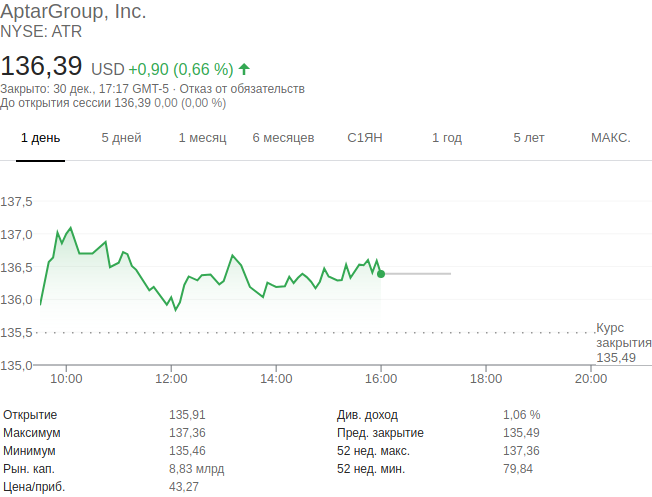 AptarGroup, Inc.
NYSE: ATR
136,39 USD +0,90 (0,66 %)
Закрыто: 30 дек., 17:17 GMT-5 · Отказ от обязательств
До открытия сессии 136,39 0,00 (0,00 %)
1 день 5 дней 1 месяц 6 месяцев С1ЯН 1 год 5 лет МАКС.
137,5
137,0
136,5
136,0
135,5
Курс
закрытия
135,49
135,0
10:00 12:00 14:00 16:00 18:00 20:00
Открытие 135,91 Див. доход 1,06 %
Максимум 137,36 Пред. закрытие 135,49
Минимум 135,46 52 нед. макс. 137,36
Рын. кап. 8,83 млрд 52 нед. мин. 79,84
Цена/приб. 43,27